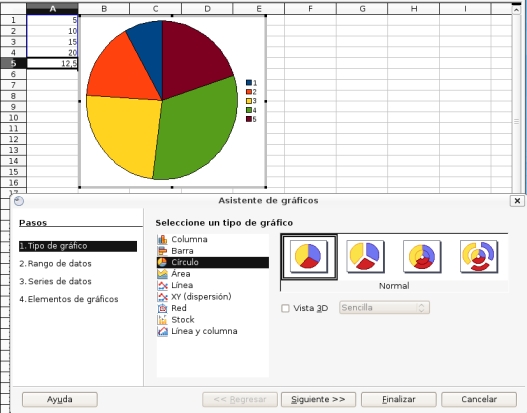 A B C D E F G H I
1 5
2 10
3 15
4 20
5 12,5
6
7
8
9
10
11
12
13
14
15
16
17
1
2
3
4
5
Asistente de gráficos
Pasos
1.Tipo de gráfico
2.Rango de datos
3.Series de datos
4.Elementos de gráficos
Seleccione un tipo de gráfico
Columna
Barra
Círculo
Área
Línea
XY (dispersión)
Red
Stock
Línea y columna
Normal
Vista 3D Sencilla
Ayuda << Regresar Siguiente >> Finalizar Cancelar